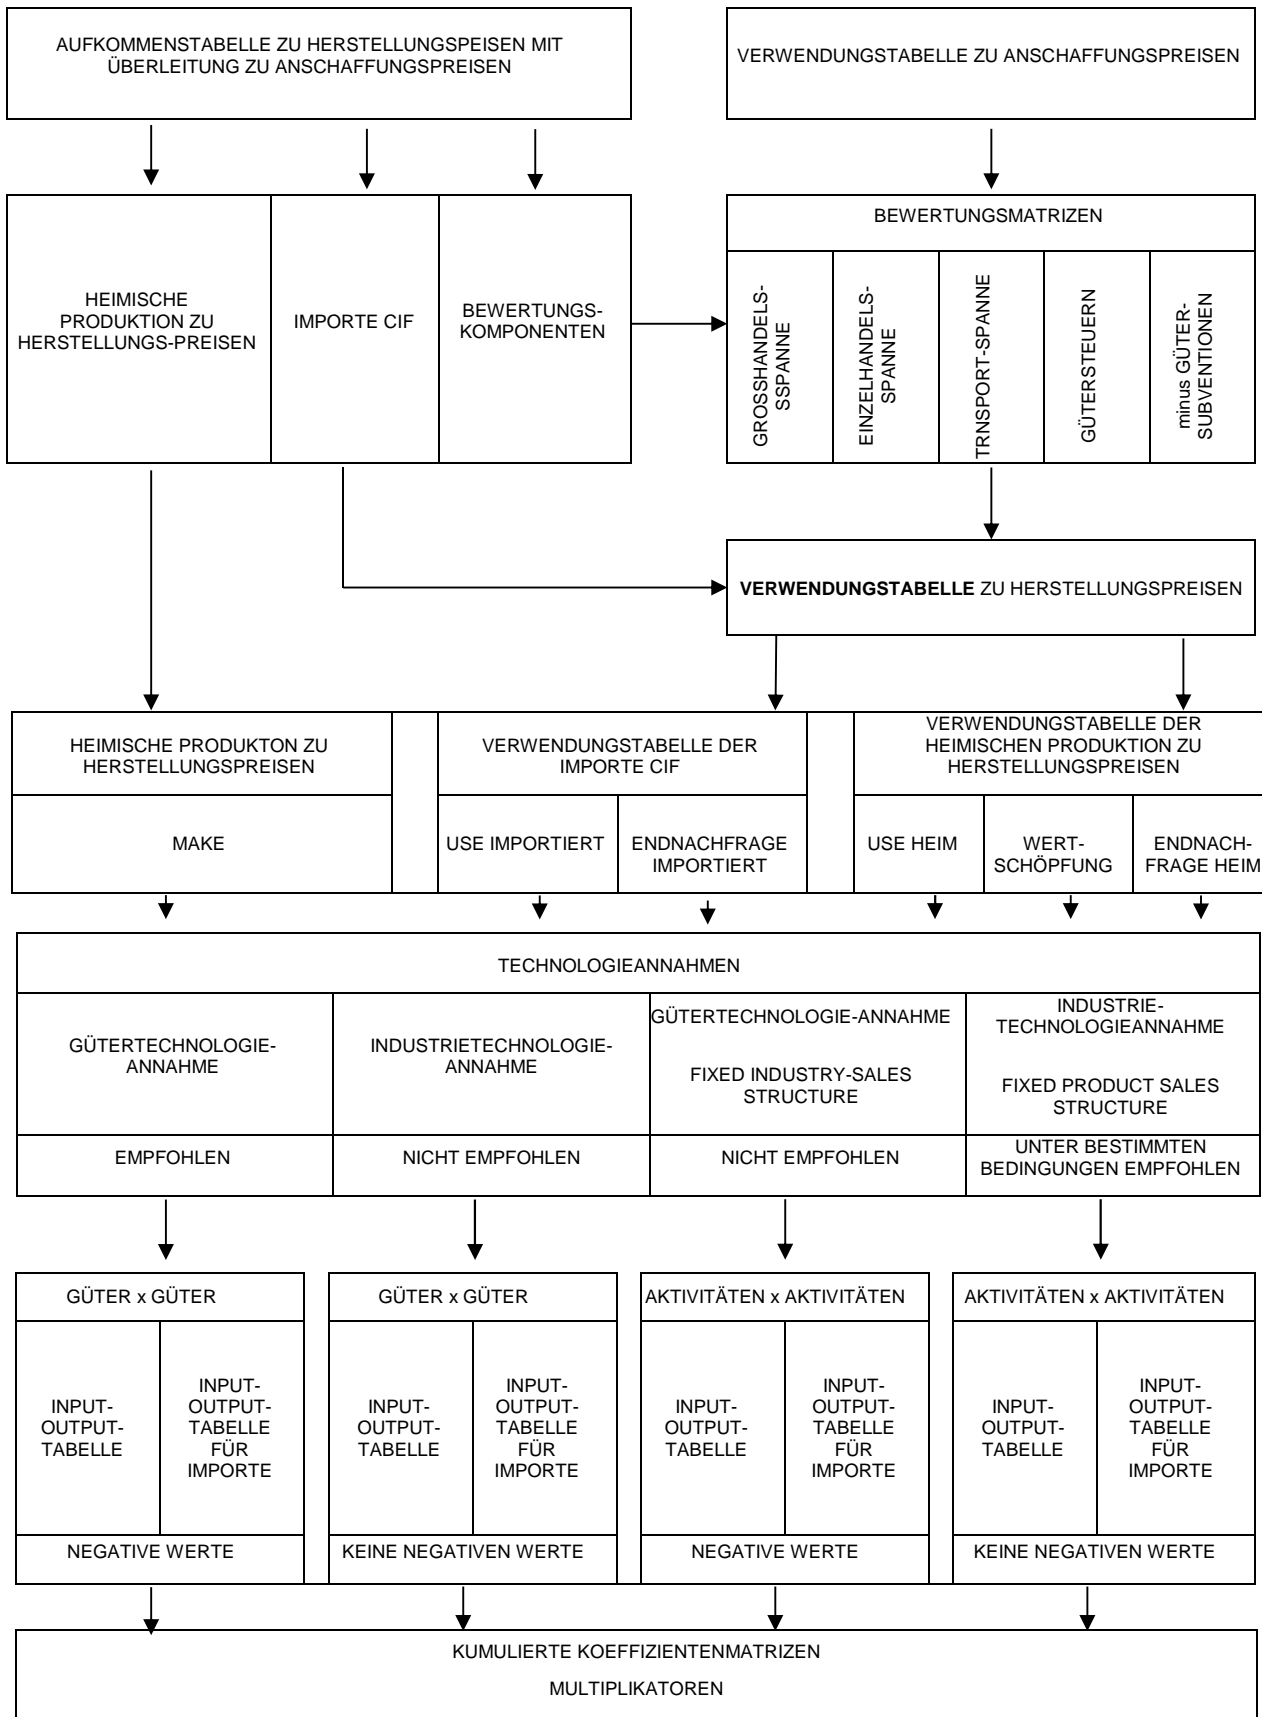 AUFKOMMENSTABELLE ZU HERSTELLUNGSPEISEN MIT
ÜBERLEITUNG ZU ANSCHAFFUNGSPREISEN
VERWENDUNGSTABELLE ZU ANSCHAFFUNGSPREISEN
HEIMISCHE
PRODUKTION ZU
HERSTELLUNGS-PREISEN
IMPORTE CIF
BEWERTUNGS-
KOMPONENTEN
BEWERTUNGSMATRIZEN
GROSSHANDELS-
SSPANNE
EINZELHANDELS-
SPANNE
TRNSPORT-SPANNE
GÜTERSTEUERN
minus GÜTER-
SUBVENTIONEN
VERWENDUNGSTABELLE ZU HERSTELLUNGSPREISEN
HEIMISCHE PRODUKTON ZU
HERSTELLUNGSPREISEN
MAKE
VERWENDUNGSTABELLE DER
IMPORTE CIF
USE IMPORTIERT
ENDNACHFRAGE
IMPORTIERT
VERWENDUNGSTABELLE DER
HEIMISCHEN PRODUKTION ZU
HERSTELLUNGSPREISEN
USE HEIM
WERT-
SCHÖPFUNG
ENDNACH-
FRAGE HEIM
TECHNOLOGIEANNAHMEN
GÜTERTECHNOLOGIE-
ANNAHME
INDUSTRIETECHNOLOGIE-
ANNAHME
GÜTERTECHNOLOGIE-ANNAHME
FIXED INDUSTRY-SALES
STRUCTURE
INDUSTRIE-
TECHNOLOGIEANNAHME
FIXED PRODUCT SALES
STRUCTURE
EMPFOHLEN
NICHT EMPFOHLEN
NICHT EMPFOHLEN
UNTER BESTIMMTEN
BEDINGUNGEN EMPFOHLEN
GÜTER x GÜTER
INPUT-
OUTPUT-
TABELLE
INPUT-
OUTPUT-
TABELLE
FÜR
IMPORTE
NEGATIVE WERTE
GÜTER x GÜTER
INPUT-
OUTPUT-
TABELLE
INPUT-
OUTPUT-
TABELLE
FÜR
IMPORTE
KEINE NEGATIVEN WERTE
AKTIVITÄTEN x AKTIVITÄTEN
INPUT-
OUTPUT-
TABELLE
INPUT-
OUTPUT-
TABELLE
FÜR
IMPORTE
NEGATIVE WERTE
AKTIVITÄTEN x AKTIVITÄTEN
INPUT-
OUTPUT-
TABELLE
INPUT-
OUTPUT-
TABELLE
FÜR
IMPORTE
KEINE NEGATIVEN WERTE
KUMULIERTE KOEFFIZIENTENMATRIZEN
MULTIPLIKATOREN